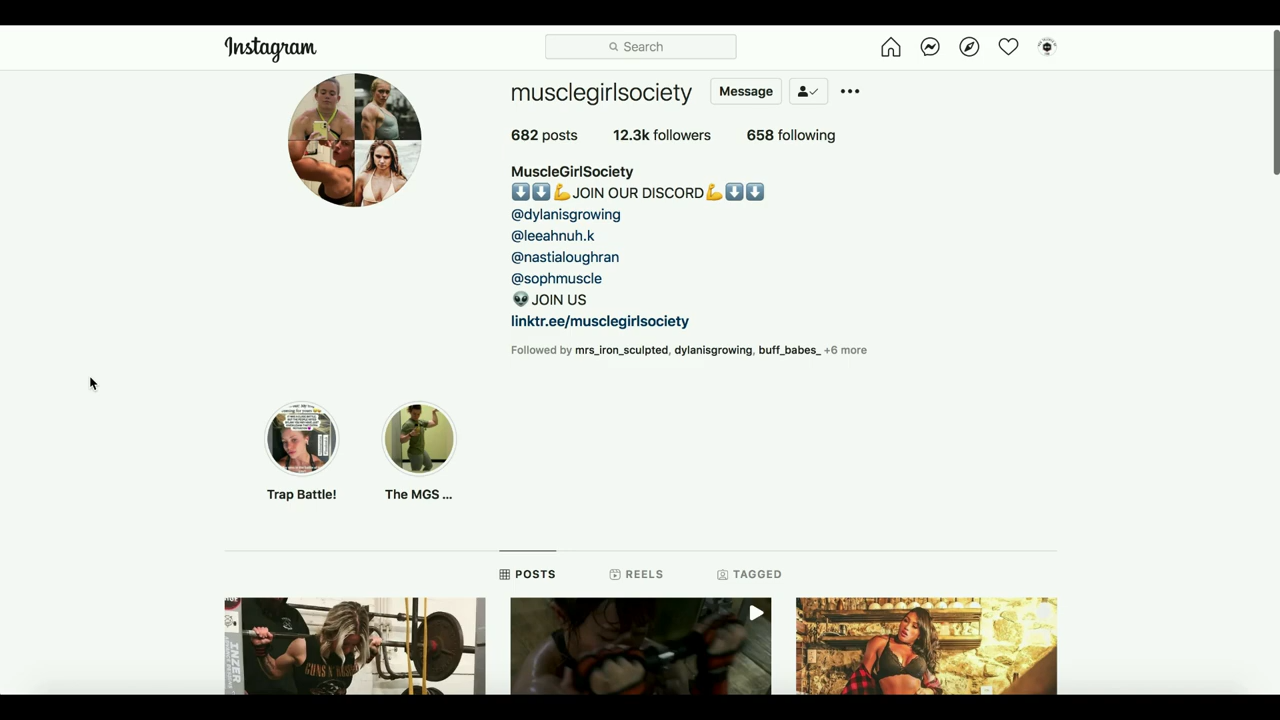 Instagram
Search
musclegirlsociety Message
682 posts 12.3k followers 658 following
MuscleGirlSociety
⬇️⬇️💪JOIN OUR DISCORD💪⬇️⬇️
@dylanisgrowing
@leeahnuh.k
@nastialoughran
@sophmuscle
👽 JOIN US
linktr.ee/musclegirlsociety
Followed by mrs_iron_sculpted, dylanisgrowing, buff_babes_ +6 more
Trap Battle! The MGS ...
POSTS REELS TAGGED
INZER
GUNS N